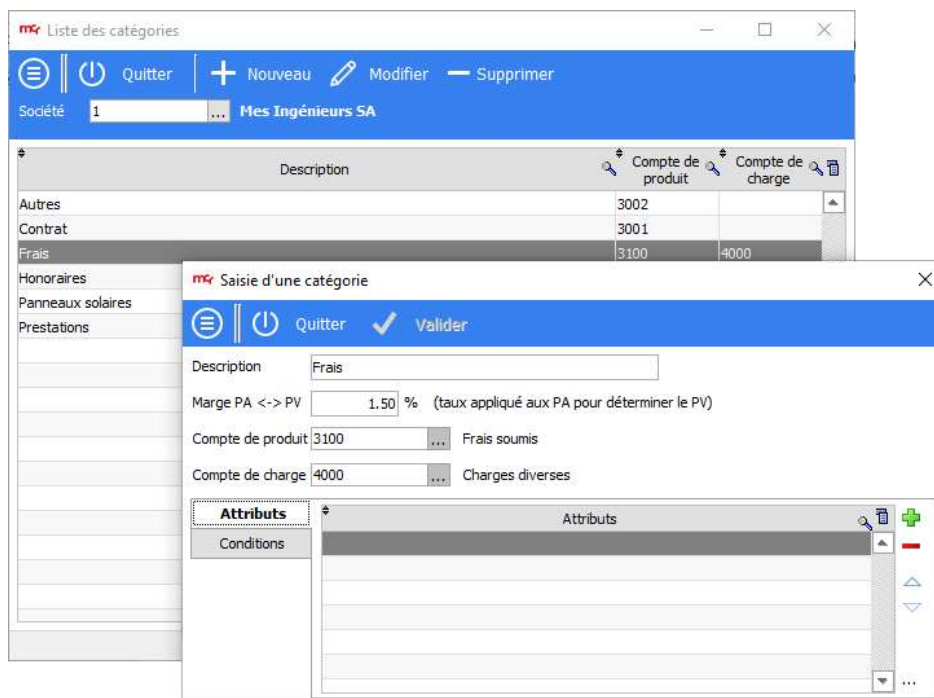 mcr Liste des catégories
Quitter Nouveau Modifier Supprimer
Société 1 ... Mes Ingénieurs SA
Description Compte de produit Compte de charge
Autres 3002
Contrat 3001
Frais 3100 4000
Honoraires
Panneaux solaires
Prestations
mcr Saisie d'une catégorie
Quitter Valider
Description Frais
Marge PA <-> PV 1.50 % (taux appliqué aux PA pour déterminer le PV)
Compte de produit 3100 ... Frais soumis
Compte de charge 4000 ... Charges diverses
Attributs Attributs
Conditions
...